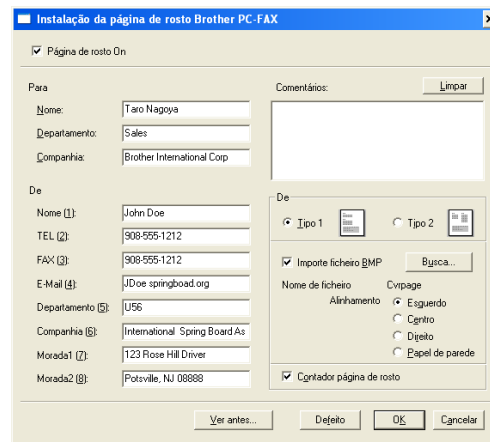 Instalação da página de rosto Brother PC-FAX
Página de rosto On
Para
Nome: Taro Nagoya
Departamento: Sales
Companhia: Brother International Corp
Comentários: Limpar
De
Nome (1): John Doe
TEL (2): 908-555-1212
FAX (3): 908-555-1212
E-Mail (4): JDoe springboad.org
Departamento (5): U56
Companhia (6): International Spring Board As
Morada1 (7): 123 Rose Hill Driver
Morada2 (8): Potsville, NJ 08888
De
Tipo 1 Tipo 2
Importe ficheiro BMP Busca...
Nome de ficheiro Cvrpage
Alinhamento Esguerdo
Centro
Direito
Papel de parede
Contador página de rosto
Ver antes... Defeito OK Cancelar